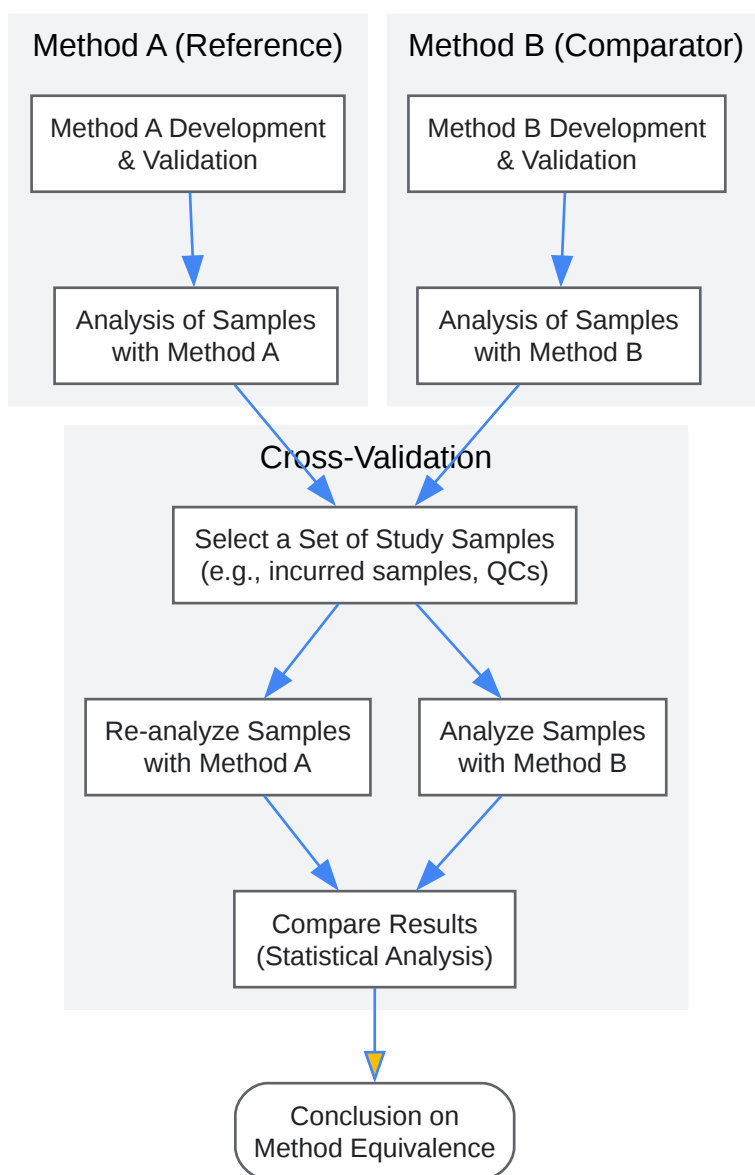 Method A (Reference)
Method A Development
& Validation
Analysis of Samples
with Method A
Method B (Comparator)
Method B Development
& Validation
Analysis of Samples
with Method B
Cross-Validation
Select a Set of Study Samples
(e.g., incurred samples, QCs)
Re-analyze Samples
with Method A
Analyze Samples
with Method B
Compare Results
(Statistical Analysis)
Conclusion on
Method Equivalence